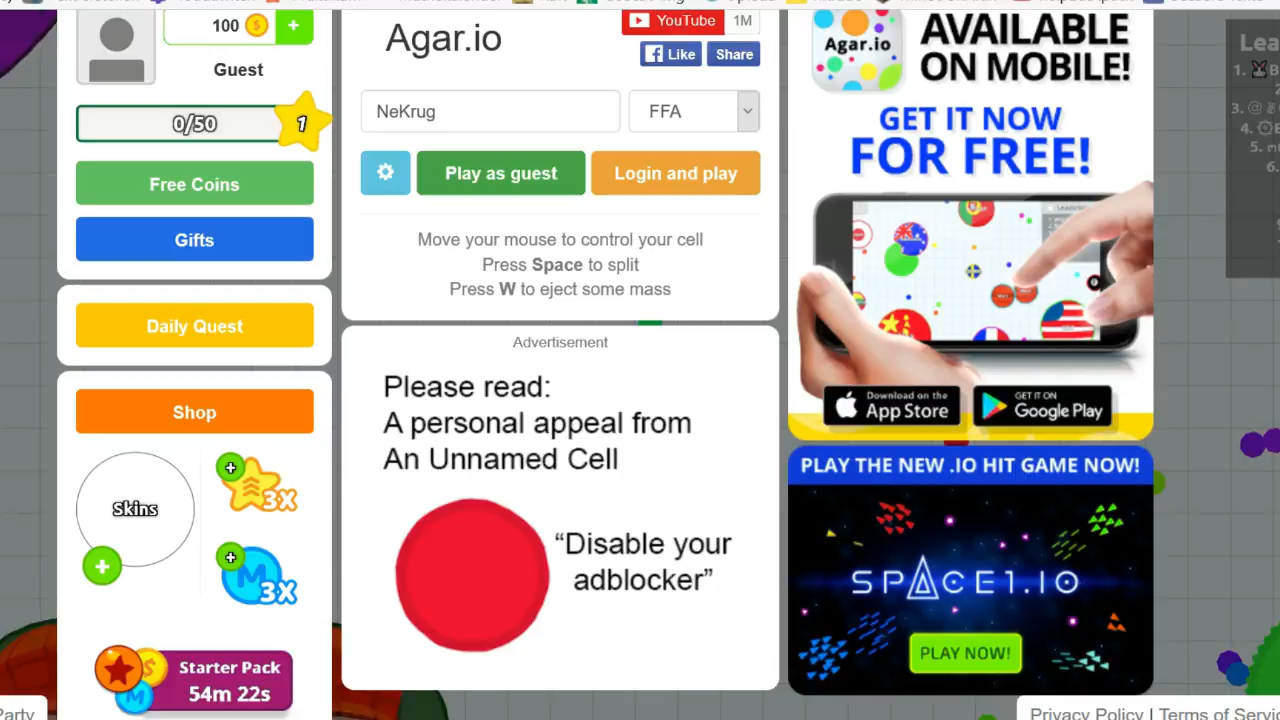 100
Guest
0/50
1
Free Coins
Gifts
Daily Quest
Shop
Skins
3X
M
3X
Starter Pack
54m 22s
Party
Agar.io
YouTube
1M
Like
Share
NeKrug
FFA
Play as guest
Login and play
Move your mouse to control your cell
Press Space to split
Press W to eject some mass
Advertisement
Please read:
A personal appeal from
An Unnamed Cell
“Disable your
adblocker”
Agar.io
AVAILABLE
ON MOBILE!
GET IT NOW
FOR FREE!
Download on the
App Store
GET IT ON
Google Play
PLAY THE NEW .IO HIT GAME NOW!
SPACE1.IO
PLAY NOW!
1.
3.
4.
5.
6.
Privacy Policy | Terms of